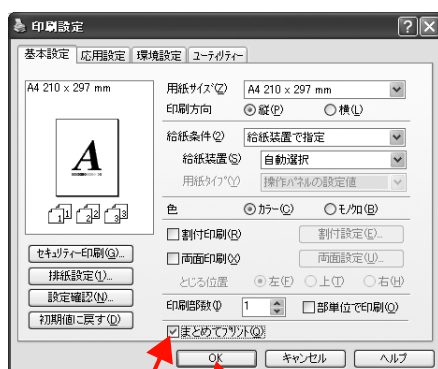 印刷設定
基本設定 応用設定 環境設定 ユーティリティー
A4 210 × 297 mm
用紙サイズ(Z) A4 210 × 297 mm
印刷方向 縦(P) 横(L)
給紙条件(2) 給紙装置で指定
給紙装置(S) 自動選択
用紙タイプ(Y) 操作パネルの設定値
A
1 1 2 2 3 3
色 カラー(C) モノクロ(B)
割付印刷(R) 割付設定(E)...
両面印刷(X) 両面設定(U)...
とじる位置 左(F) 上(T) 右(H)
印刷部数(I) 1 部単位で印刷(O)
まとめてプリント(Q)
セキュリティー印刷(G)...
排紙設定(1)...
設定確認(N)...
初期値に戻す(D)
OK キャンセル ヘルプ